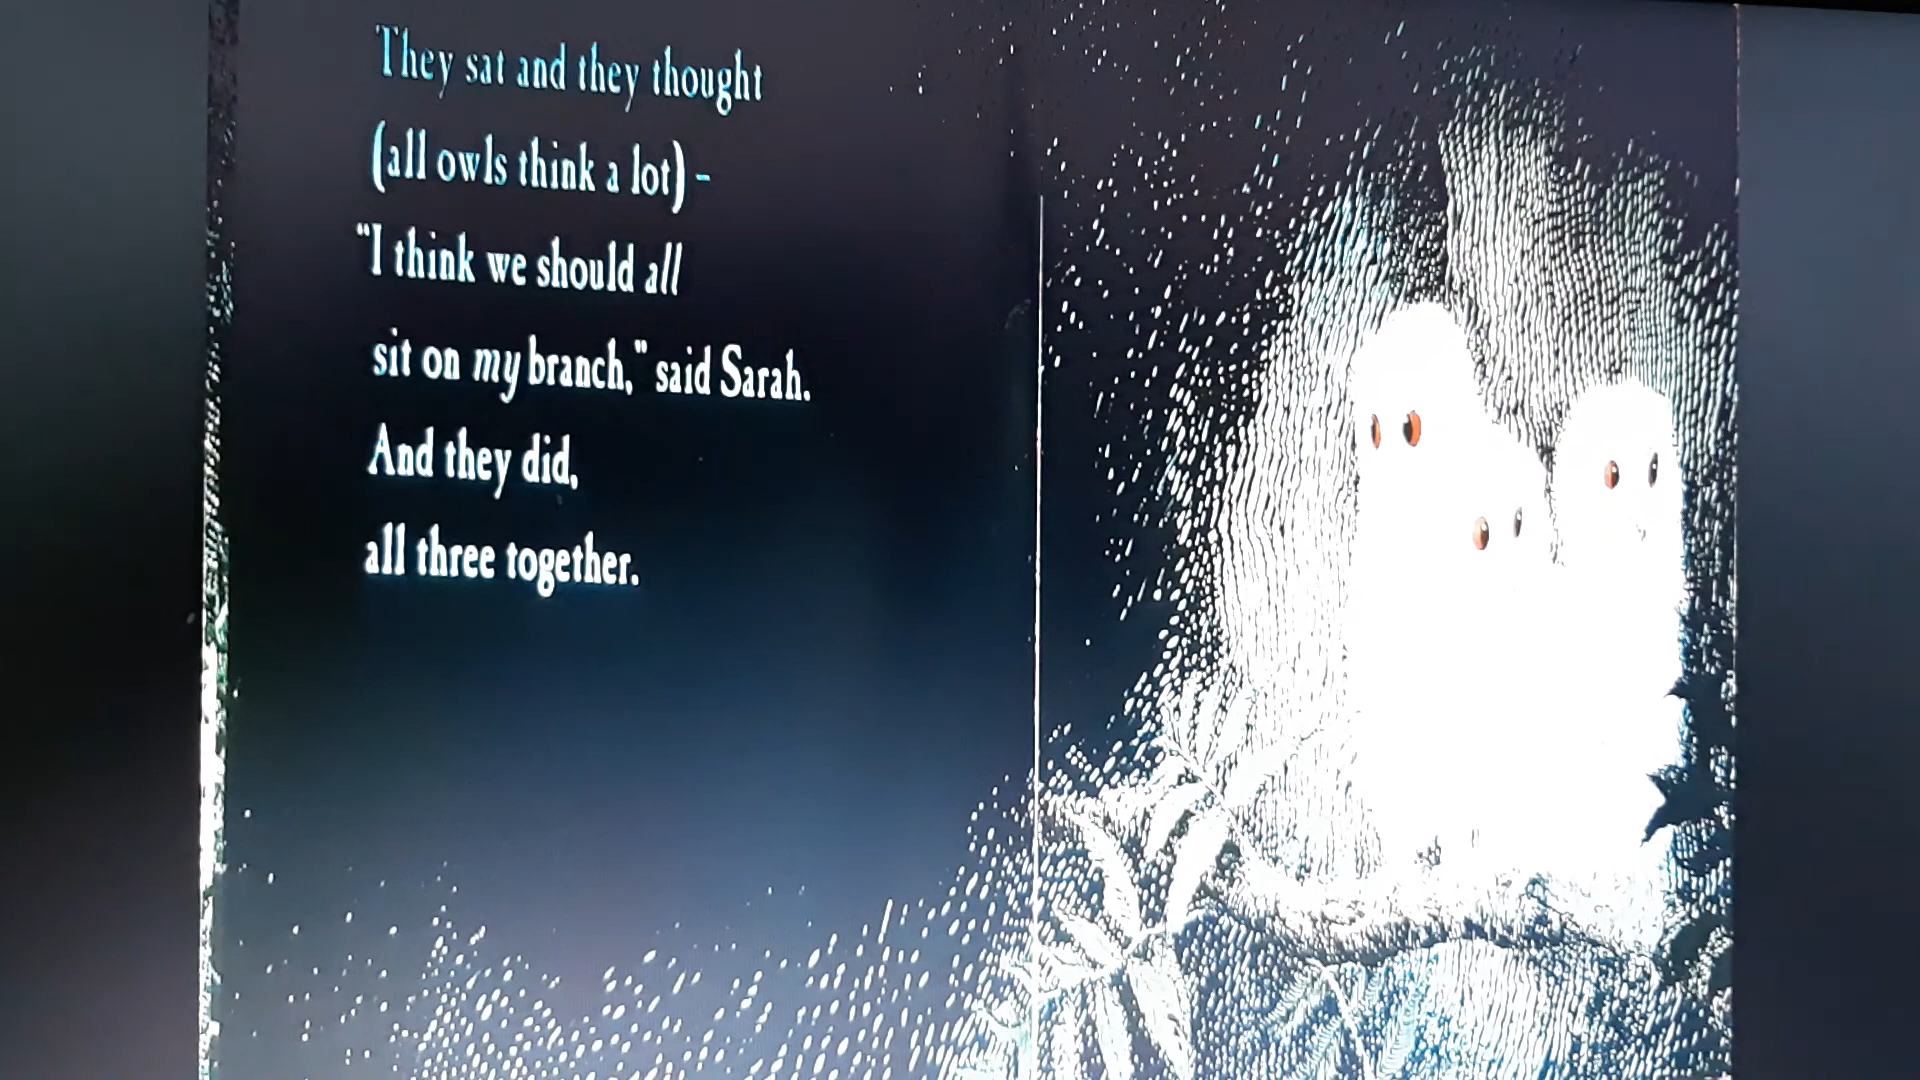 They sat and they thought
(all owls think a lot) –
"I think we should all
sit on my branch," said Sarah.
And they did,
all three together.